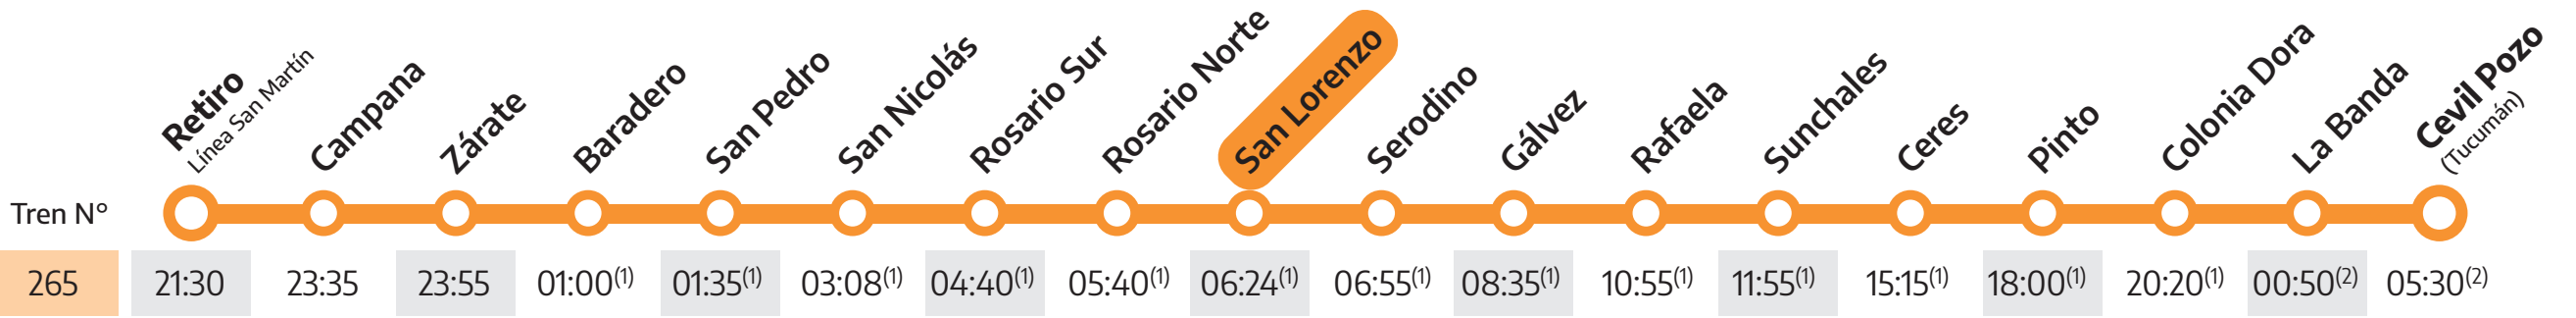 Retiro
Línea San Martín
Campana
Zárate
Baradero
San Pedro
San Nicolás
Rosario Sur
Rosario Norte
San Lorenzo
Serodino
Gálvez
Rafaela
Sunchales
Ceres
Pinto
Colonia Dora
La Banda
Cevil Pozo
(Tucumán)
Tren N°
265 21:30 23:35 23:55 01:00(1) 01:35(1) 03:08(1) 04:40(1) 05:40(1) 06:24(1) 06:55(1) 08:35(1) 10:55(1) 11:55(1) 15:15(1) 18:00(1) 20:20(1) 00:50(2) 05:30(2)